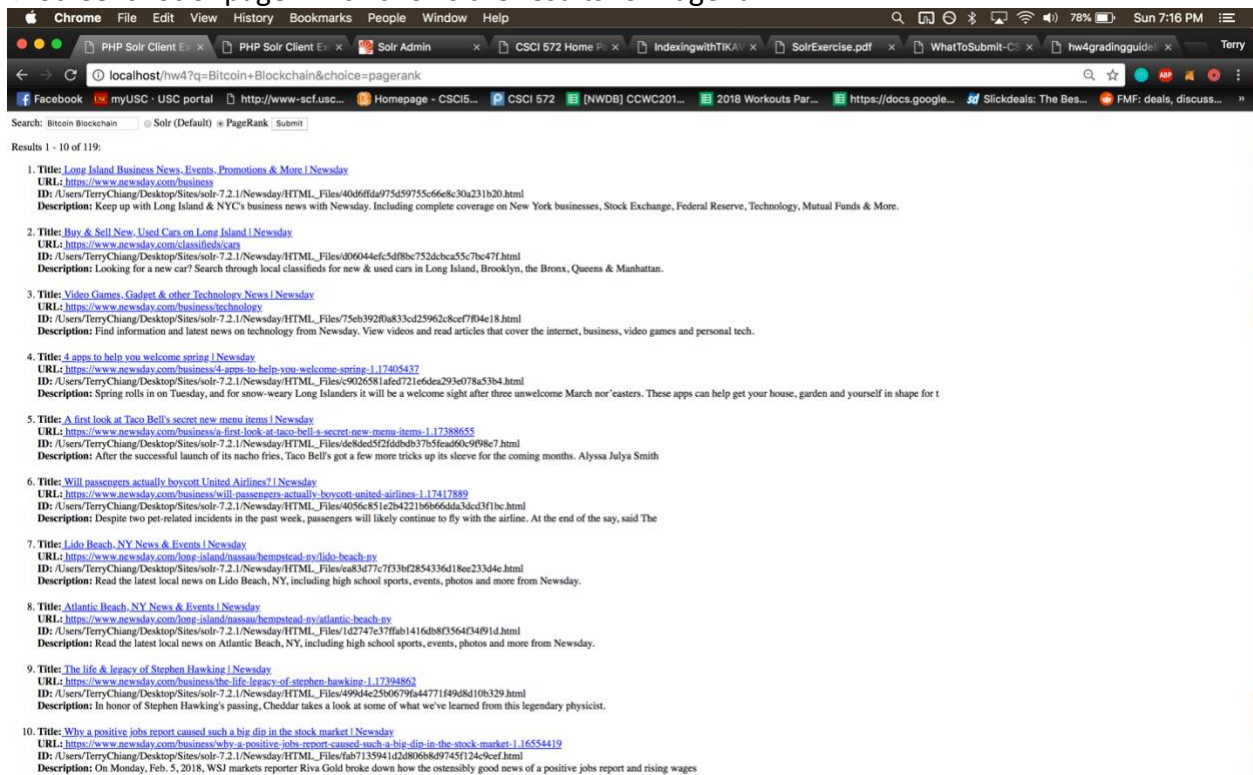 Chrome File Edit View History Bookmarks People Window Help 78% Sun 7:16 PM
PHP Solr Client Ex × PHP Solr Client Ex × Solr Admin × CSCI 572 Home P × IndexingwithTIKA × SolrExercise.pdf × WhatToSubmit-CS × hw4gradingguidel × Terry
localhost/hw4?q=Bitcoin+Blockchain&choice=pagerank
Facebook myUSC · USC portal http://www-scf.usc... Homepage - CSCI5... CSCI 572 [NWDB] CCWC201... 2018 Workouts Par... https://docs.google... Slickdeals: The Bes... FMF: deals, discuss... »
Search: Bitcoin Blockchain Solr (Default) PageRank Submit
Results 1 - 10 of 119:
1. Title: Long Island Business News, Events, Promotions & More | Newsday
URL: https://www.newsday.com/business
ID: /Users/TerryChiang/Desktop/Sites/solr-7.2.1/Newsday/HTML_Files/40d6ffda975d59755c66e8c30a231b20.html
Description: Keep up with Long Island & NYC's business news with Newsday. Including complete coverage on New York businesses, Stock Exchange, Federal Reserve, Technology, Mutual Funds & More.
2. Title: Buy & Sell New, Used Cars on Long Island | Newsday
URL: https://www.newsday.com/classifieds/cars
ID: /Users/TerryChiang/Desktop/Sites/solr-7.2.1/Newsday/HTML_Files/d06044efc5df8bc752dcbca55c7bc47f.html
Description: Looking for a new car? Search through local classifieds for new & used cars in Long Island, Brooklyn, the Bronx, Queens & Manhattan.
3. Title: Video Games, Gadget & other Technology News | Newsday
URL: https://www.newsday.com/business/technology
ID: /Users/TerryChiang/Desktop/Sites/solr-7.2.1/Newsday/HTML_Files/75eb392f0a833cd25962c8cef7f04e18.html
Description: Find information and latest news on technology from Newsday. View videos and read articles that cover the internet, business, video games and personal tech.
4. Title: 4 apps to help you welcome spring | Newsday
URL: https://www.newsday.com/business/4-apps-to-help-you-welcome-spring-1.17405437
ID: /Users/TerryChiang/Desktop/Sites/solr-7.2.1/Newsday/HTML_Files/c9026581afed721e6dea293e078a53b4.html
Description: Spring rolls in on Tuesday, and for snow-weary Long Islanders it will be a welcome sight after three unwelcome March nor'easters. These apps can help get your house, garden and yourself in shape for t
5. Title: A first look at Taco Bell's secret new menu items | Newsday
URL: https://www.newsday.com/business/a-first-look-at-taco-bell-s-secret-new-menu-items-1.17388655
ID: /Users/TerryChiang/Desktop/Sites/solr-7.2.1/Newsday/HTML_Files/de8ded5f2fddbdb37b5fead60c9f98e7.html
Description: After the successful launch of its nacho fries, Taco Bell's got a few more tricks up its sleeve for the coming months. Alyssa Julya Smith
6. Title: Will passengers actually boycott United Airlines? | Newsday
URL: https://www.newsday.com/business/will-passengers-actually-boycott-united-airlines-1.17417889
ID: /Users/TerryChiang/Desktop/Sites/solr-7.2.1/Newsday/HTML_Files/4056c851e2b4221b6b66dda3dcd3f1bc.html
Description: Despite two pet-related incidents in the past week, passengers will likely continue to fly with the airline. At the end of the say, said The
7. Title: Lido Beach, NY News & Events | Newsday
URL: https://www.newsday.com/long-island/nassau/hempstead-ny/lido-beach-ny
ID: /Users/TerryChiang/Desktop/Sites/solr-7.2.1/Newsday/HTML_Files/ea83d77c7f33bf2854336d18ee233d4e.html
Description: Read the latest local news on Lido Beach, NY, including high school sports, events, photos and more from Newsday.
8. Title: Atlantic Beach, NY News & Events | Newsday
URL: https://www.newsday.com/long-island/nassau/hempstead-ny/atlantic-beach-ny
ID: /Users/TerryChiang/Desktop/Sites/solr-7.2.1/Newsday/HTML_Files/1d2747e37ffab1416db8f3564f34f91d.html
Description: Read the latest local news on Atlantic Beach, NY, including high school sports, events, photos and more from Newsday.
9. Title: The life & legacy of Stephen Hawking | Newsday
URL: https://www.newsday.com/business/the-life-legacy-of-stephen-hawking-1.17394862
ID: /Users/TerryChiang/Desktop/Sites/solr-7.2.1/Newsday/HTML_Files/499d4e25b0679fa44771f49d8d10b329.html
Description: In honor of Stephen Hawking's passing, Cheddar takes a look at some of what we've learned from this legendary physicist.
10. Title: Why a positive jobs report caused such a big dip in the stock market | Newsday
URL: https://www.newsday.com/business/why-a-positive-jobs-report-caused-such-a-big-dip-in-the-stock-market-1.16554419
ID: /Users/TerryChiang/Desktop/Sites/solr-7.2.1/Newsday/HTML_Files/fab7135941d2d806b8d9745f124c9cef.html
Description: On Monday, Feb. 5, 2018, WSJ markets reporter Riva Gold broke down how the ostensibly good news of a positive jobs report and rising wages